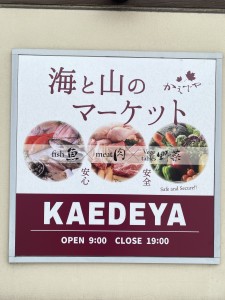 海と山の
かえでや
マーケット
fish 魚 × meat 肉 × vegetables 野菜
安心 安全
Safe and Secure!!
KAEDEYA
OPEN 9:00 CLOSE 19:00